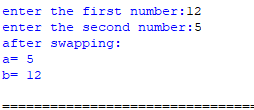 enter the first number:12
enter the second number:5
after swapping:
a= 5
b= 12
================================